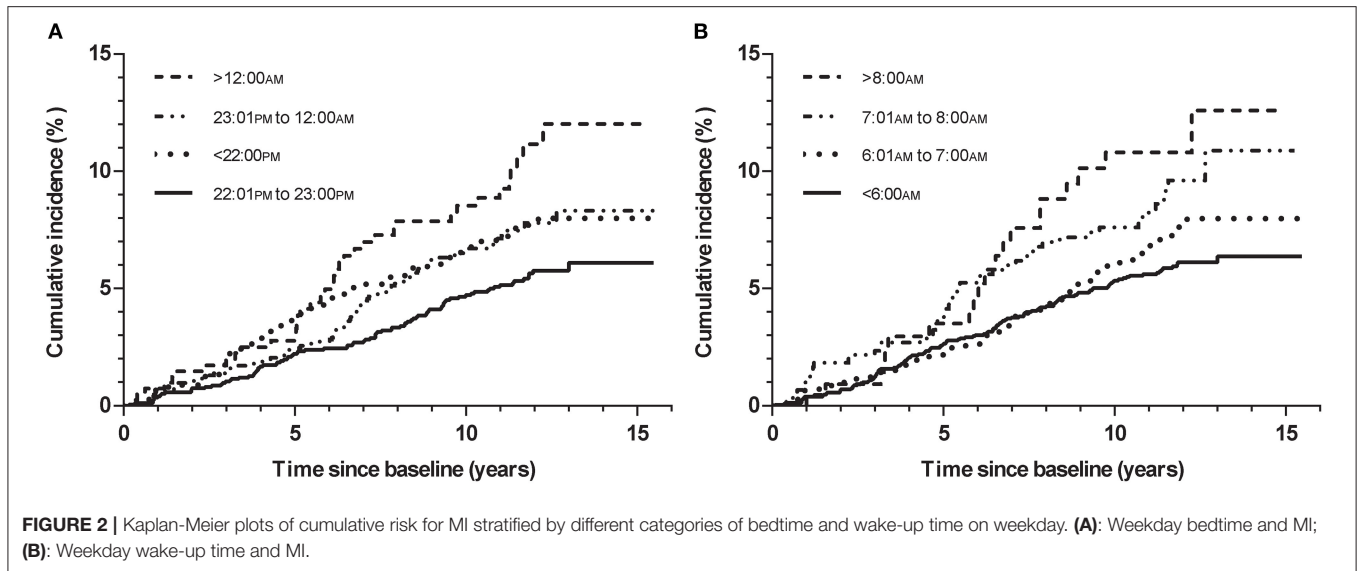 A
15
10
5
0
Cumulative incidence (%)
>12:00AM
23:01PM to 12:00AM
<22:00PM
22:01PM to 23:00PM
0 5 10 15
Time since baseline (years)
B
15
10
5
0
Cumulative incidence (%)
>8:00AM
7:01AM to 8:00AM
6:01AM to 7:00AM
<6:00AM
0 5 10 15
Time since baseline (years)
FIGURE 2 | Kaplan-Meier plots of cumulative risk for MI stratified by different categories of bedtime and wake-up time on weekday. (A): Weekday bedtime and MI;
(B): Weekday wake-up time and MI.